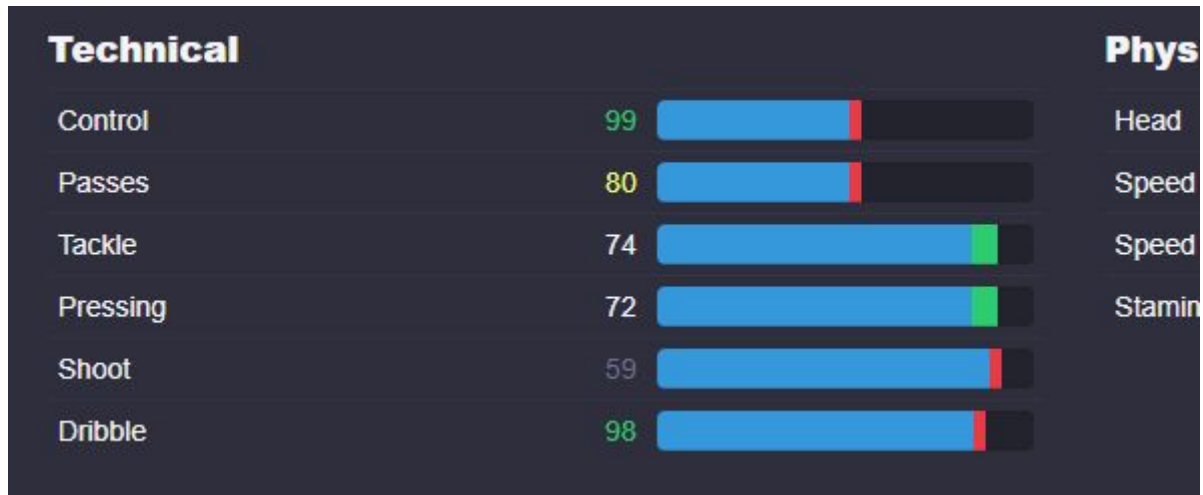 Technical
Control 99
Passes 80
Tackle 74
Pressing 72
Shoot 59
Dribble 98
Phys
Head
Speed
Speed
Stamin